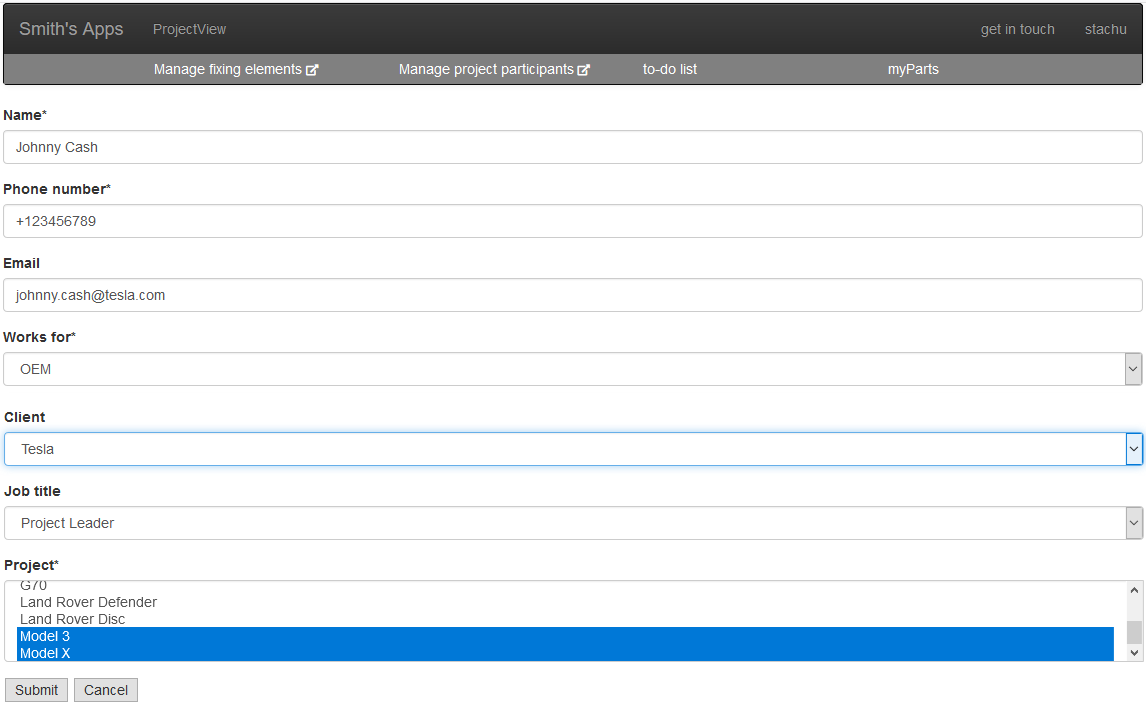 Smith's Apps ProjectView get in touch stachu
Manage fixing elements Manage project participants to-do list myParts
Name*
Johnny Cash
Phone number*
+123456789
Email
johnny.cash@tesla.com
Works for*
OEM
Client
Tesla
Job title
Project Leader
Project*
G70
Land Rover Defender
Land Rover Disc
Model 3
Model X
Submit Cancel